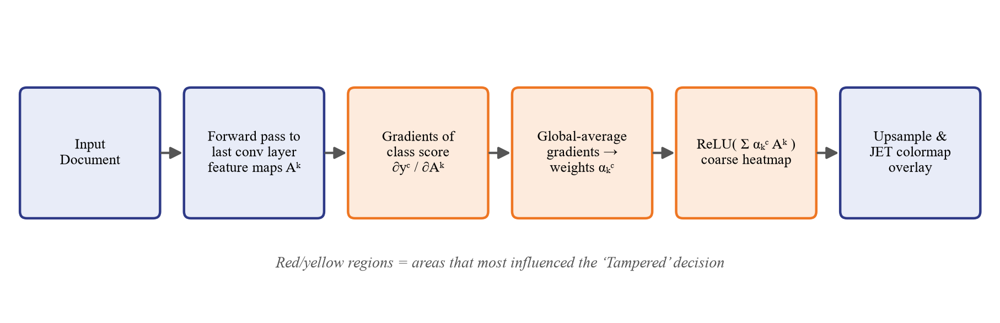 Input
Document
Forward pass to
last conv layer
feature maps Aᵏ
Gradients of
class score
∂yᶜ / ∂Aᵏ
Global-average
gradients →
weights αₖᶜ
ReLU( Σ αₖᶜ Aᵏ )
coarse heatmap
Upsample &
JET colormap
overlay
Red/yellow regions = areas that most influenced the ‘Tampered’ decision